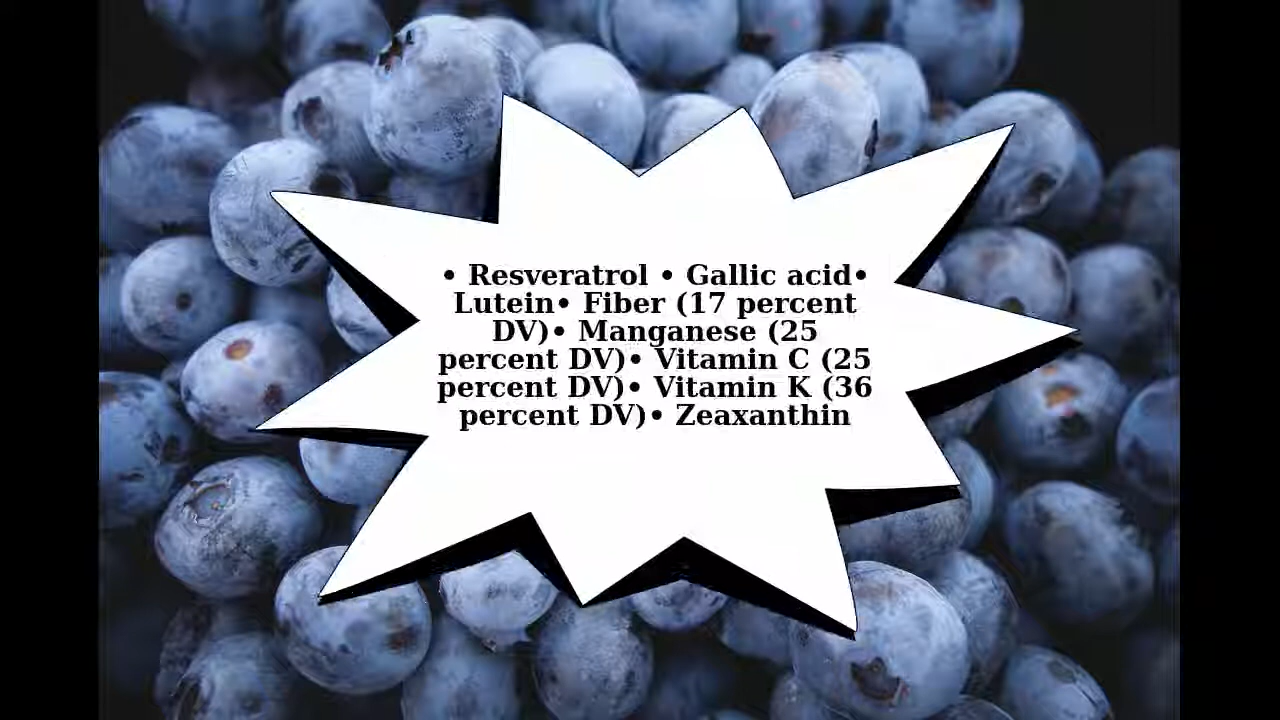 • Resveratrol • Gallic acid•
Lutein• Fiber (17 percent
DV)• Manganese (25
percent DV)• Vitamin C (25
percent DV)• Vitamin K (36
percent DV)• Zeaxanthin